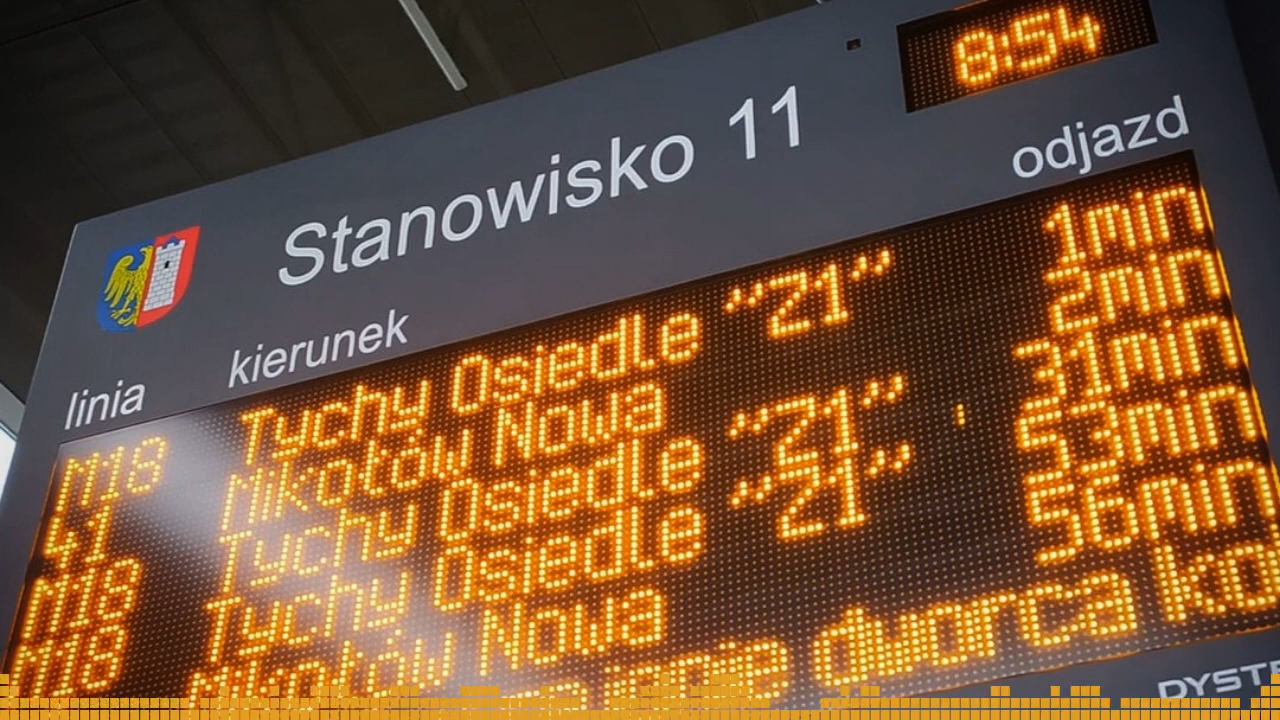 8:54
Stanowisko 11
linia kierunek odjazd
M18 Tychy Osiedle "Z1" 1min
41 Mikołów Nowa 2min
M18 Tychy Osiedle "Z1" 31min
M18 Tychy Osiedle "Z1" 53min
Mikołów Nowa 56min
dworca